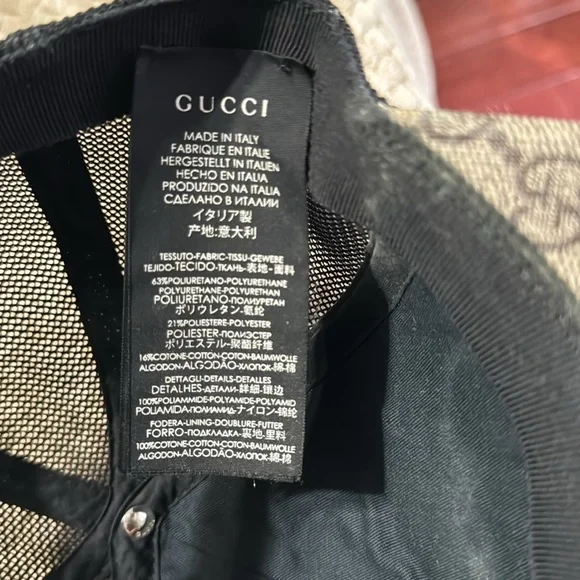 GUCCI
MADE IN ITALY
FABRIQUÉ EN ITALIE
HERGESTELLT IN ITALIEN
HECHO EN ITALIA
PRODUZIDO NA ITALIA
СДЕЛАНО В ИТАЛИИ
イタリア製
产地:意大利
TESSUTO-FABRIC-TISSU-GEWEBE
TEJIDO-TECIDO-ТКАНЬ-表地-面料
63%POLIURETANO-POLYURETHANE
POLYURETHANE-POLYURETHAN
POLIURETANO-ПОЛИУРЕТАН
ポリウレタン-氨纶
21%POLIESTERE-POLYESTER
POLIESTER-ПОЛИЭСТЕР
ポリエステル-聚酯纤维
16%COTONE-COTTON-COTON-BAUMWOLLE
ALGODON-ALGODÃO-ХЛОПОК-綿-棉
DETTAGLI-DETAILS-DETALLES
DETALHES-ДЕТАЛИ-詳細-镶边
100%POLIAMMIDE-POLYAMIDE-POLYAMID
POLIAMIDA-ПОЛИАМИД-ナイロン-锦纶
FODERA-LINING-DOUBLURE-FUTTER
FORRO-ПОДКЛАДКА-裏地-里料
100%COTONE-COTTON-COTON-BAUMWOLLE
ALGODON-ALGODÃO-ХЛОПОК-綿-棉